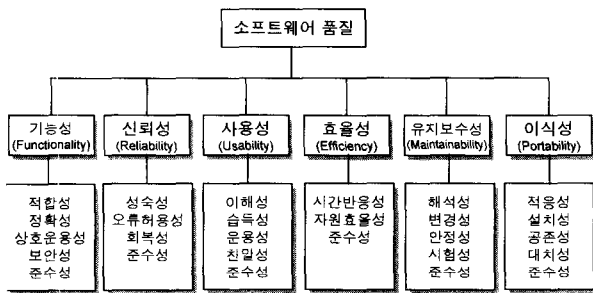 소프트웨어 품질
기능성
(Functionality)
신뢰성
(Reliability)
사용성
(Usability)
효율성
(Efficiency)
유지보수성
(Maintainability)
이식성
(Portability)
적합성
정확성
상호운용성
보안성
준수성
성숙성
오류허용성
회복성
준수성
이해성
습득성
운용성
친밀성
준수성
시간반응성
자원효율성
준수성
해석성
변경성
안정성
시험성
준수성
적응성
설치성
공존성
대치성
준수성